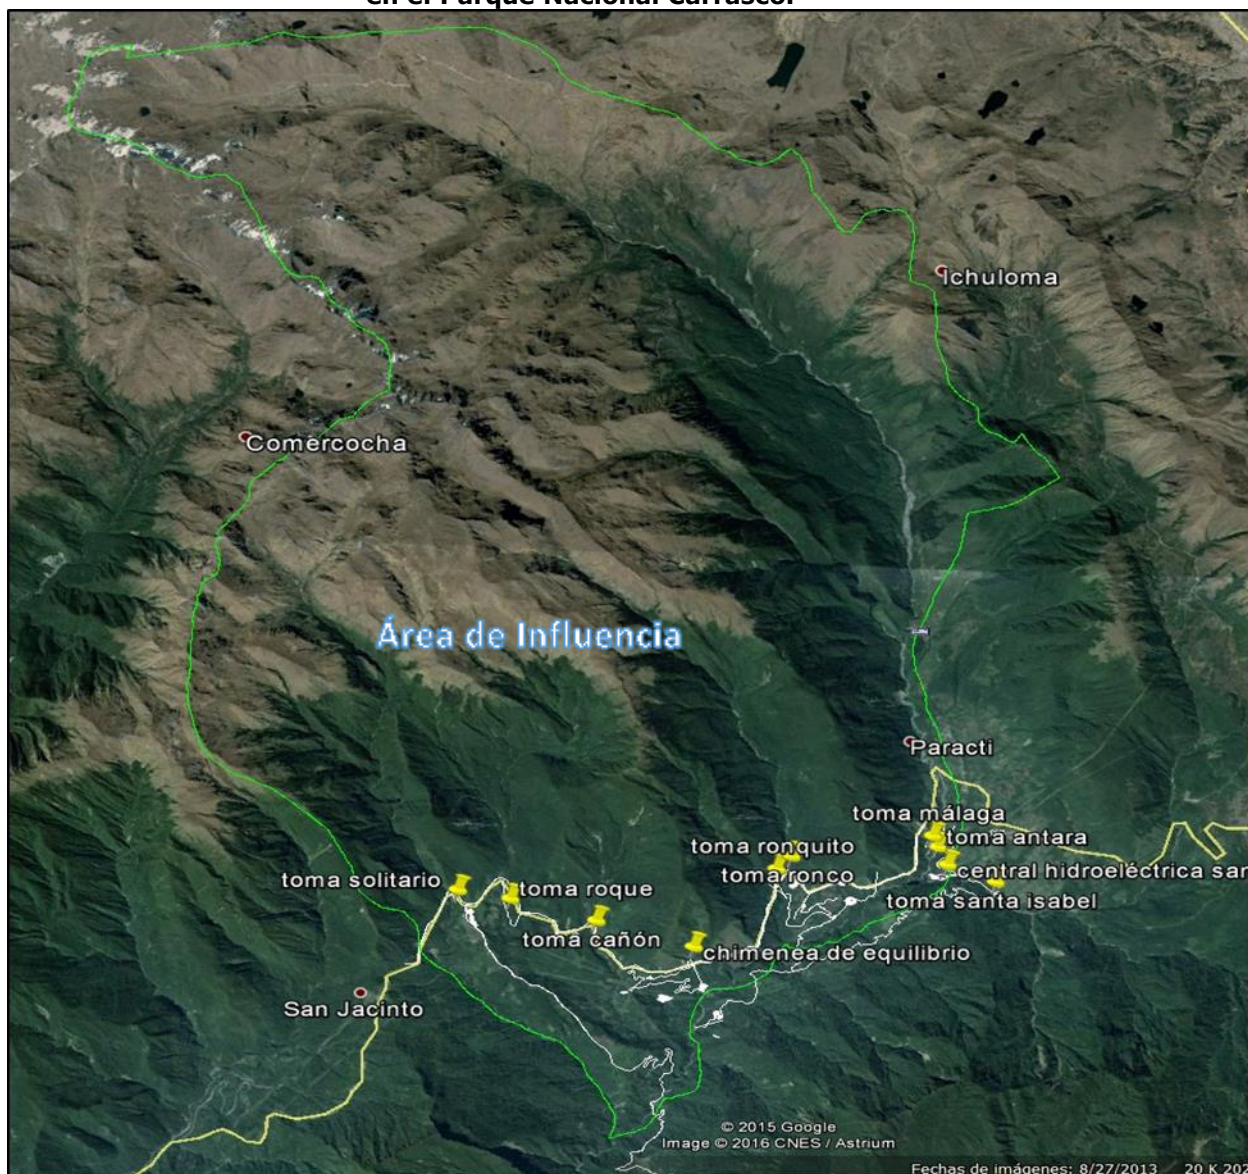 en el Parque Nacional Carrasco.
Ichuloma
Comercocha
Área de Influencia
Paracti
toma málaga
toma antara
toma ronquito
toma ronco
central hidroeléctrica san
toma solitario
toma roque
toma santa isabel
toma cañón
chimenea de equilibrio
San Jacinto
© 2015 Google
Image © 2016 CNES / Astrium
Fechas de imágenes: 8/27/2013 20 K 20